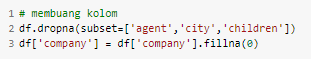 1 # membuang kolom
2 df.dropna(subset=['agent','city','children'])
3 df['company'] = df['company'].fillna(0)